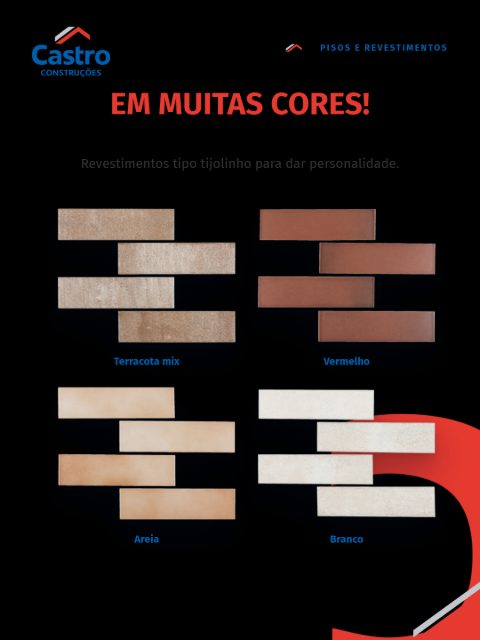 Castro
CONSTRUÇÕES
PISOS E REVESTIMENTOS
EM MUITAS CORES!
Revestimentos tipo tijolinho para dar personalidade.
Terracota mix
Vermelho
Areia
Branco